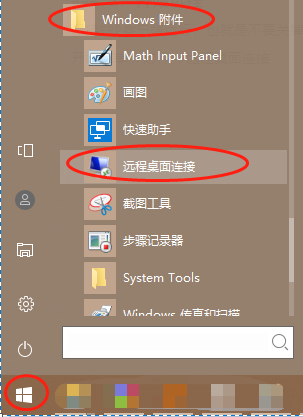 Windows 附件
Math Input Panel
画图
快速助手
远程桌面连接
截图工具
步骤记录器
System Tools
Windows 传真和扫描